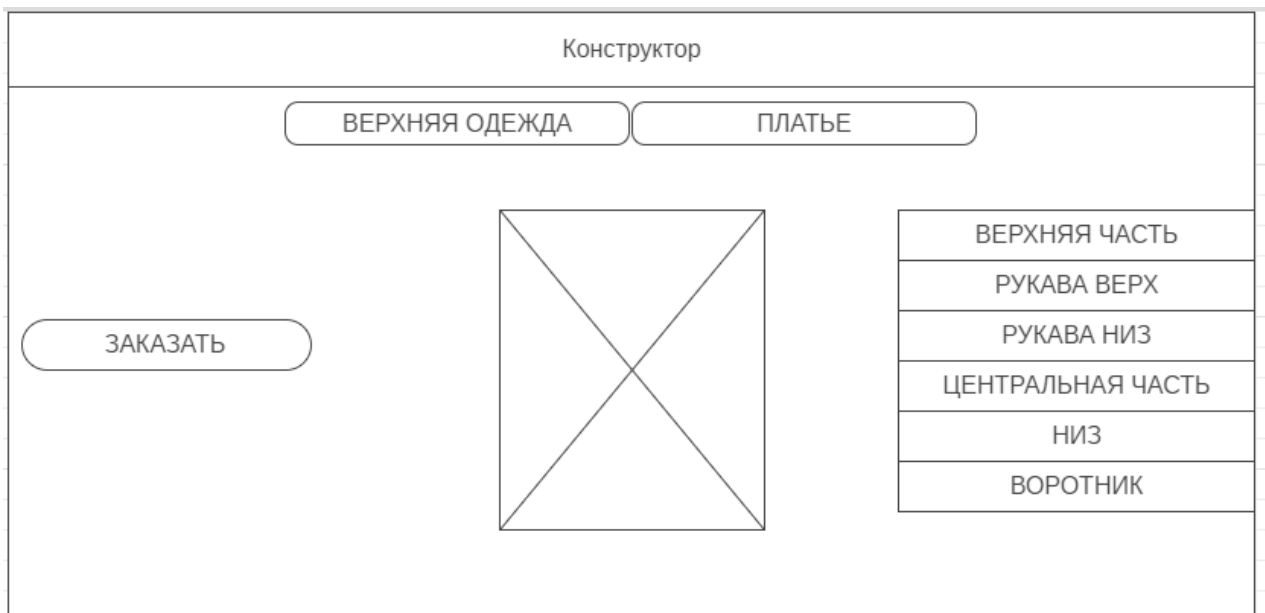 Конструктор
ВЕРХНЯЯ ОДЕЖДА
ПЛАТЬЕ
ЗАКАЗАТЬ
ВЕРХНЯЯ ЧАСТЬ
РУКАВА ВЕРХ
РУКАВА НИЗ
ЦЕНТРАЛЬНАЯ ЧАСТЬ
НИЗ
ВОРОТНИК